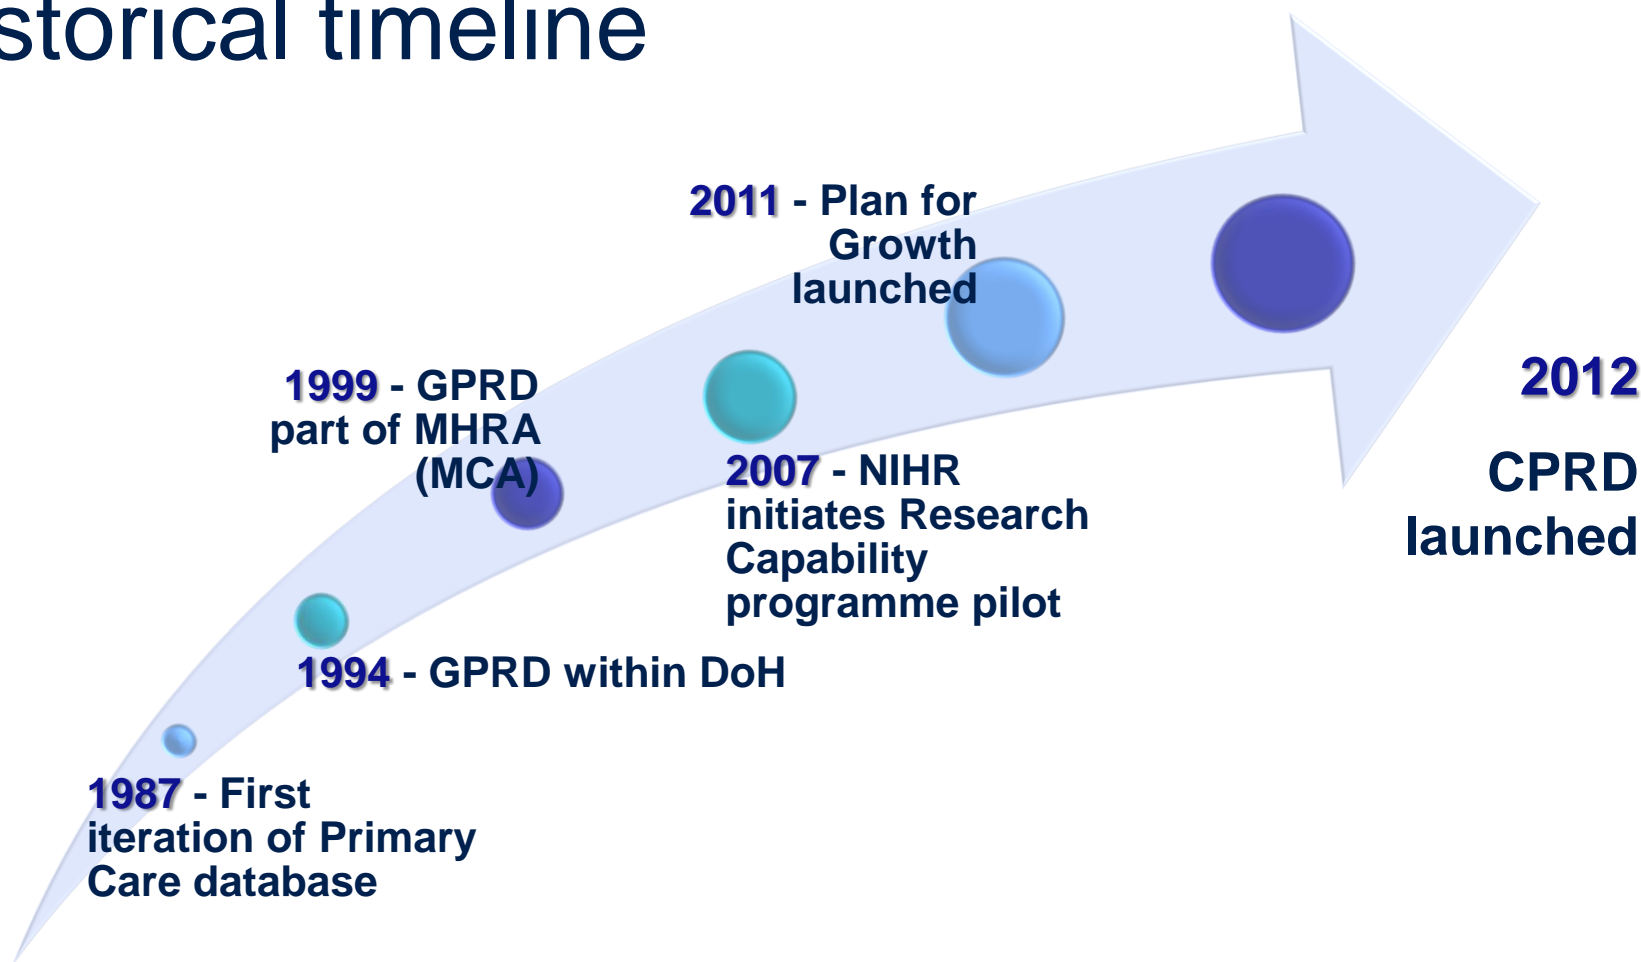 storical timeline
2011 - Plan for
Growth
launched
1999 - GPRD
part of MHRA
(MCA)
2012
CPRD
launched
2007 - NIHR
initiates Research
Capability
programme pilot
1994 - GPRD within DoH
1987 - First
iteration of Primary
Care database